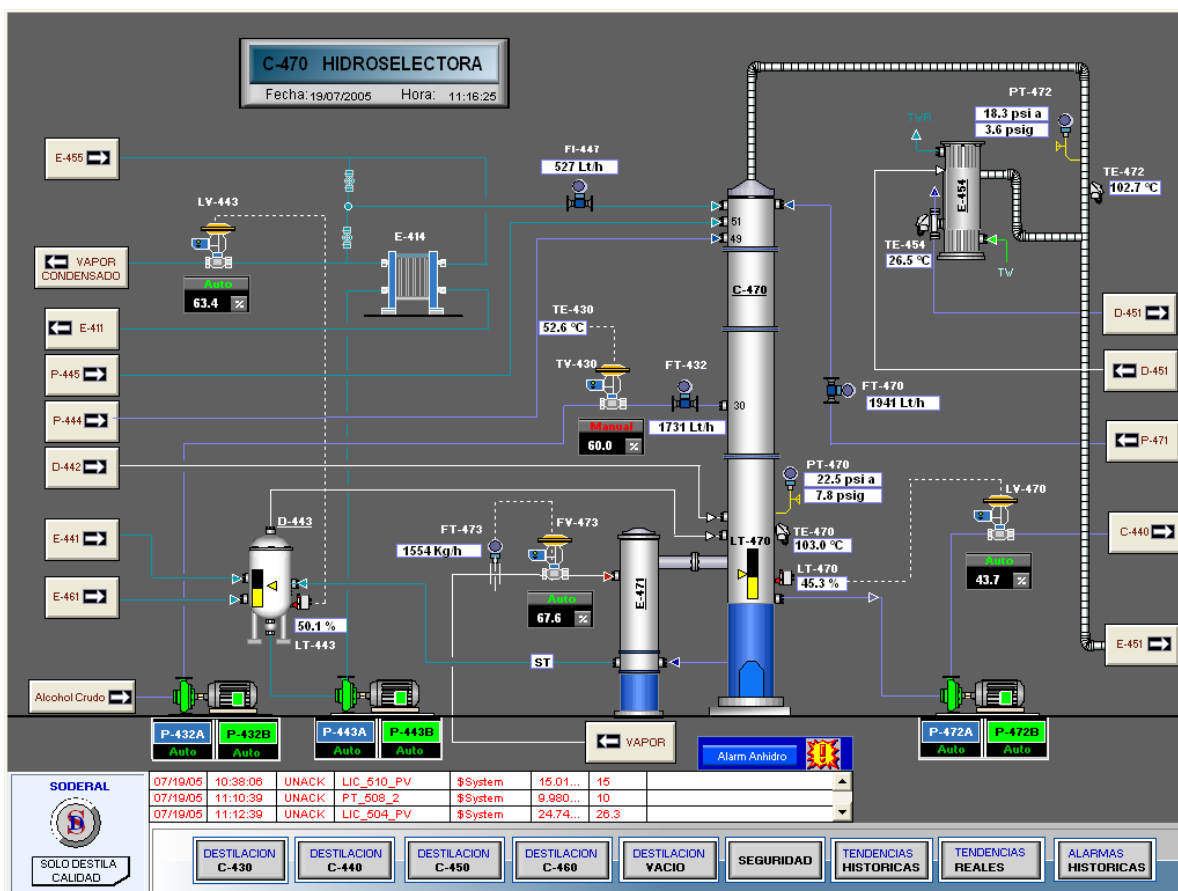 C-470 HIDROSELECTORA
Fecha: 19/07/2005 Hora: 11:16:25
PT-472
18.3 psi a
3.6 psig
TWR
E-455
FI-447
527 Lt/h
TE-472
102.7 °C
E-454
LV-443
51
49
E-414
TE-454
26.5 °C
TW
VAPOR
CONDENSADO
Auto
63.4 %
C-470
E-411
TE-430
52.6 °C
D-451
P-445
TV-430
FT-432
D-451
FT-470
1941 Lt/h
30
P-444
Manual
60.0 %
1731 Lt/h
P-471
D-442
PT-470
22.5 psi a
7.8 psig
LV-470
D-443
FT-473
FV-473
1554 Kg/h
TE-470
103.0 °C
C-440
E-441
LT-470
LT-470
45.3 %
Auto
43.7 %
E-461
E-471
Auto
67.6 %
50.1 %
LT-443
E-451
ST
Alcohol Crudo
P-432A
P-432B
P-443A
P-443B
VAPOR
P-472A
P-472B
Auto
Auto
Auto
Auto
Auto
Auto
Alarm Anhidro
SODERAL
SD
SOLO DESTILA
CALIDAD
07/19/05 10:38:06 UNACK LIC_510_PV $System 15.01... 15
07/19/05 11:10:39 UNACK PT_508_2 $System 9.980... 10
07/19/05 11:12:39 UNACK LIC_504_PV $System 24.74... 26.3
DESTILACION
C-430
DESTILACION
C-440
DESTILACION
C-450
DESTILACION
C-460
DESTILACION
VACIO
SEGURIDAD
TENDENCIAS
HISTORICAS
TENDENCIAS
REALES
ALARMAS
HISTORICAS